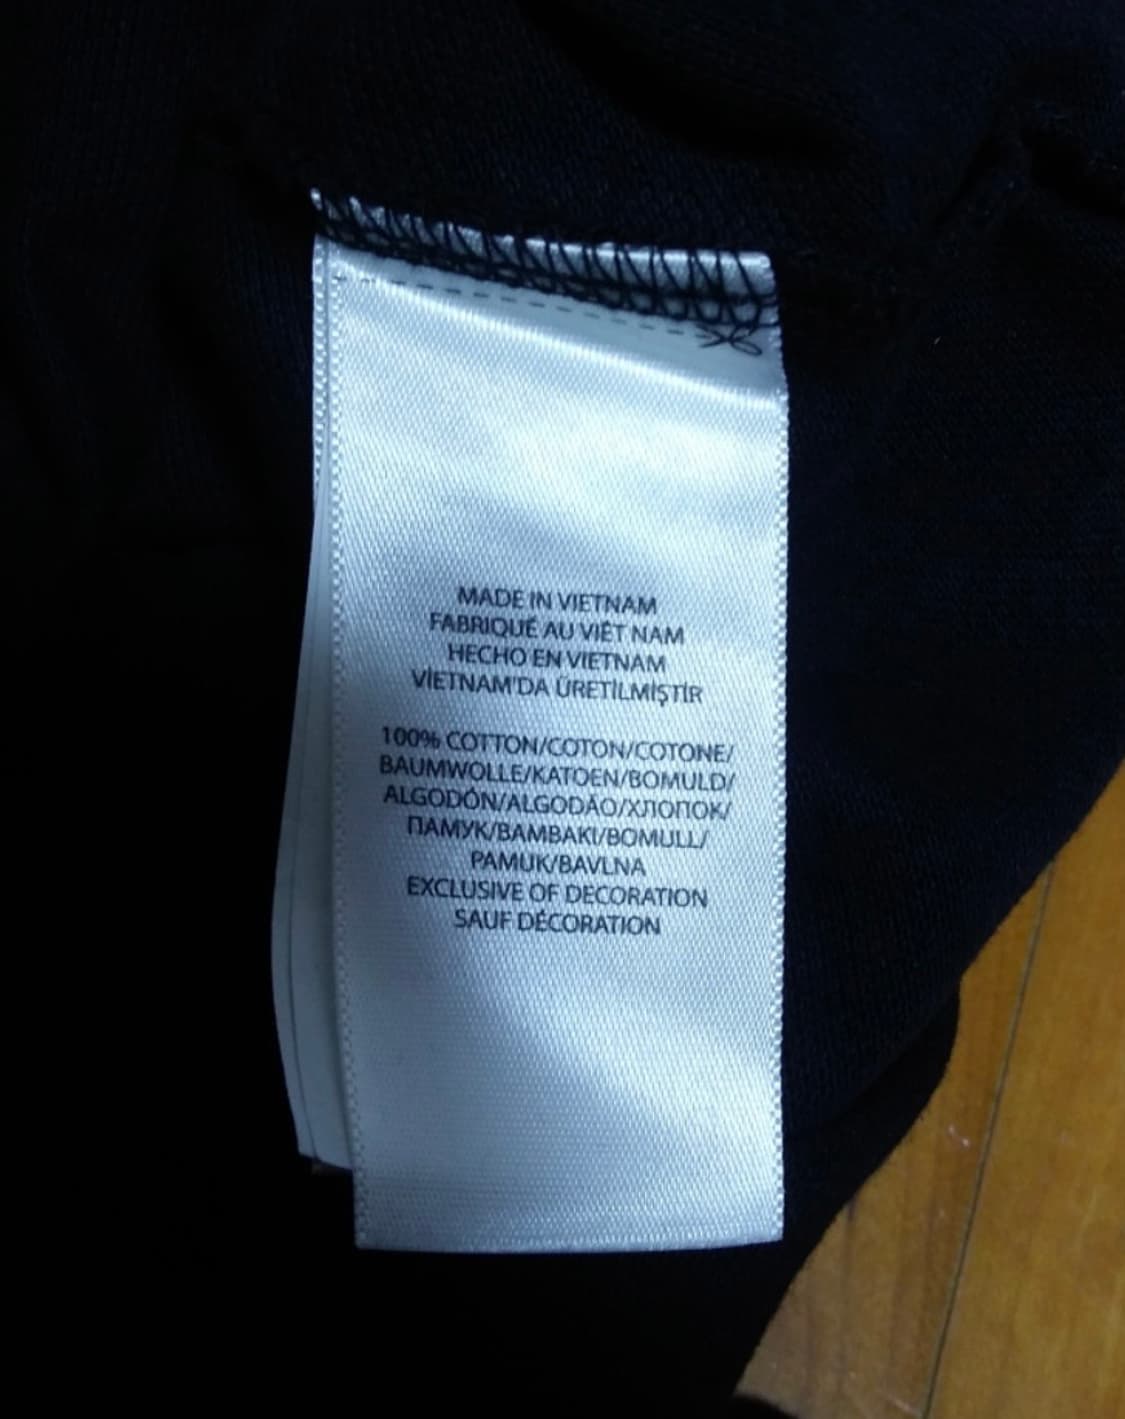 MADE IN VIETNAM
FABRIQUÉ AU VIÊT NAM
HECHO EN VIETNAM
VİETNAM'DA ÜRETİLMİŞTİR
100% COTTON/COTON/COTONE/
BAUMWOLLE/KATOEN/BOMULD/
ALGODÓN/ALGODÃO/ХЛОПОК/
ПАМУК/BAMBAKI/BOMULL/
PAMUK/BAVLNA
EXCLUSIVE OF DECORATION
SAUF DÉCORATION